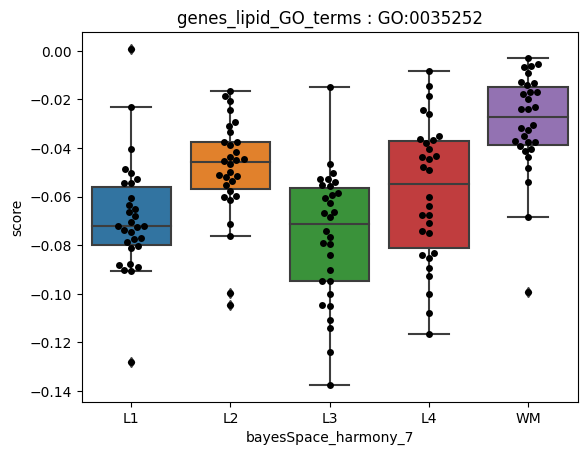 genes_lipid_GO_terms : GO:0035252
0.00
−0.02
−0.04
−0.06
−0.08
−0.10
−0.12
−0.14
score
L1 L2 L3 L4 WM
bayesSpace_harmony_7